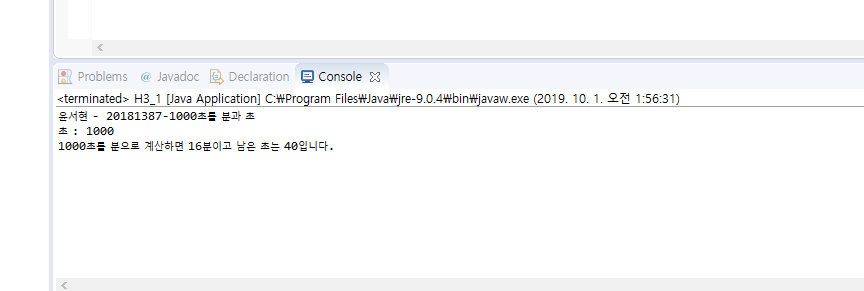 Problems @ Javadoc Declaration Console
<terminated> H3_1 [Java Application] C:₩Program Files₩Java₩jre-9.0.4₩bin₩javaw.exe (2019. 10. 1. 오전 1:56:31)
윤서현 - 20181387-1000초를 분과 초
초 : 1000
1000초를 분으로 계산하면 16분이고 남은 초는 40입니다.